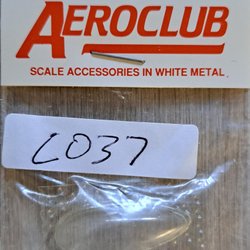 AEROCLUB
SCALE ACCESSORIES IN WHITE METAL
C037